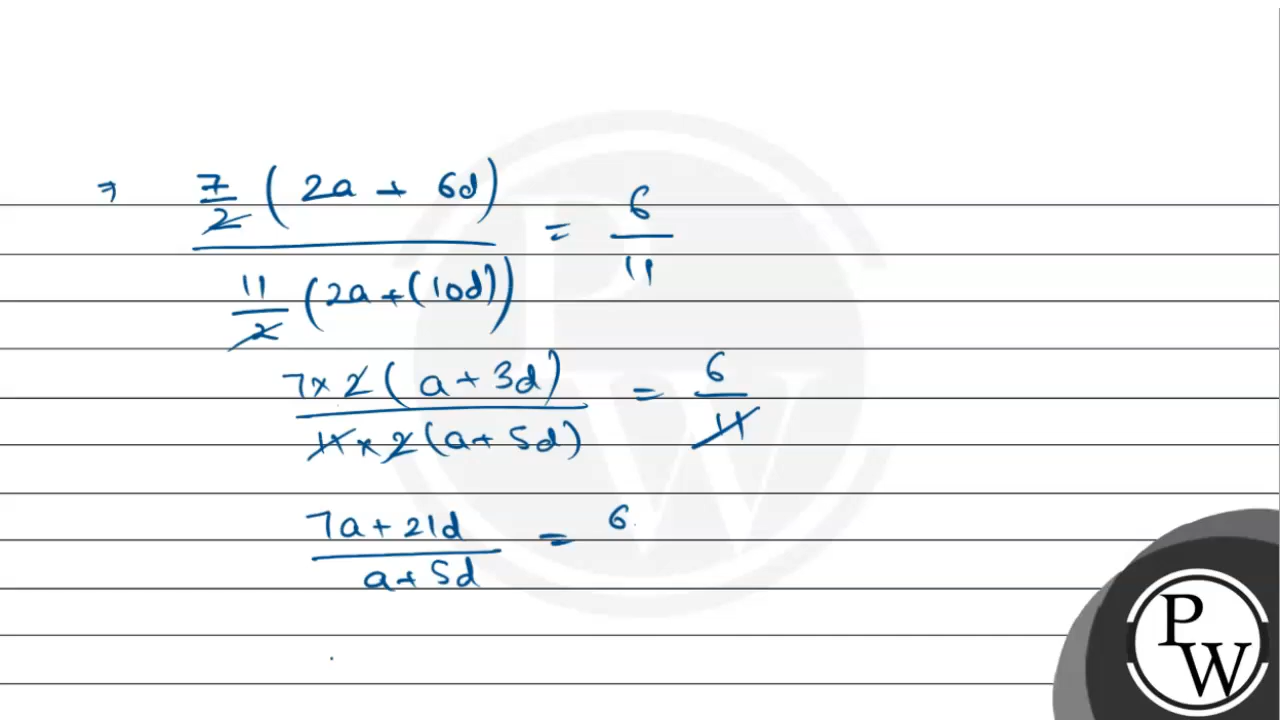 ⇒ 7/2 (2a + 6d) / 11/2 (2a + (10d)) = 6/11
7 × 2 (a + 3d) / 11 × 2 (a + 5d) = 6/11
7a + 21d / a + 5d = 6
PW
PW